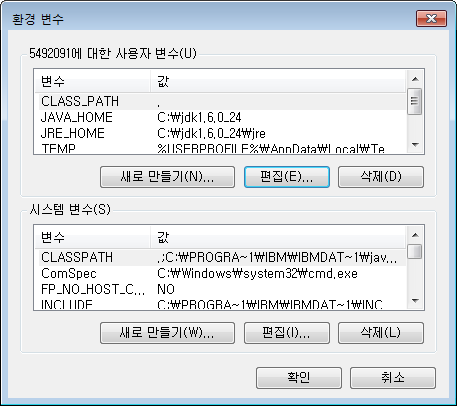 환경 변수
5492091에 대한 사용자 변수(U)
변수 값
CLASS_PATH .
JAVA_HOME C:₩jdk1.6.0_24
JRE_HOME C:₩jdk1.6.0_24₩jre
TEMP %USERPROFILE%₩AppData₩Local₩Te...
새로 만들기(N)... 편집(E)... 삭제(D)
시스템 변수(S)
변수 값
CLASSPATH .;C:₩PROGRA~1₩IBM₩IBMDAT~1₩jav...
ComSpec C:₩Windows₩system32₩cmd.exe
FP_NO_HOST_C... NO
INCLUDE C:₩PROGRA~1₩IBM₩IBMDAT~1₩INC...
새로 만들기(W)... 편집(I)... 삭제(L)
확인 취소